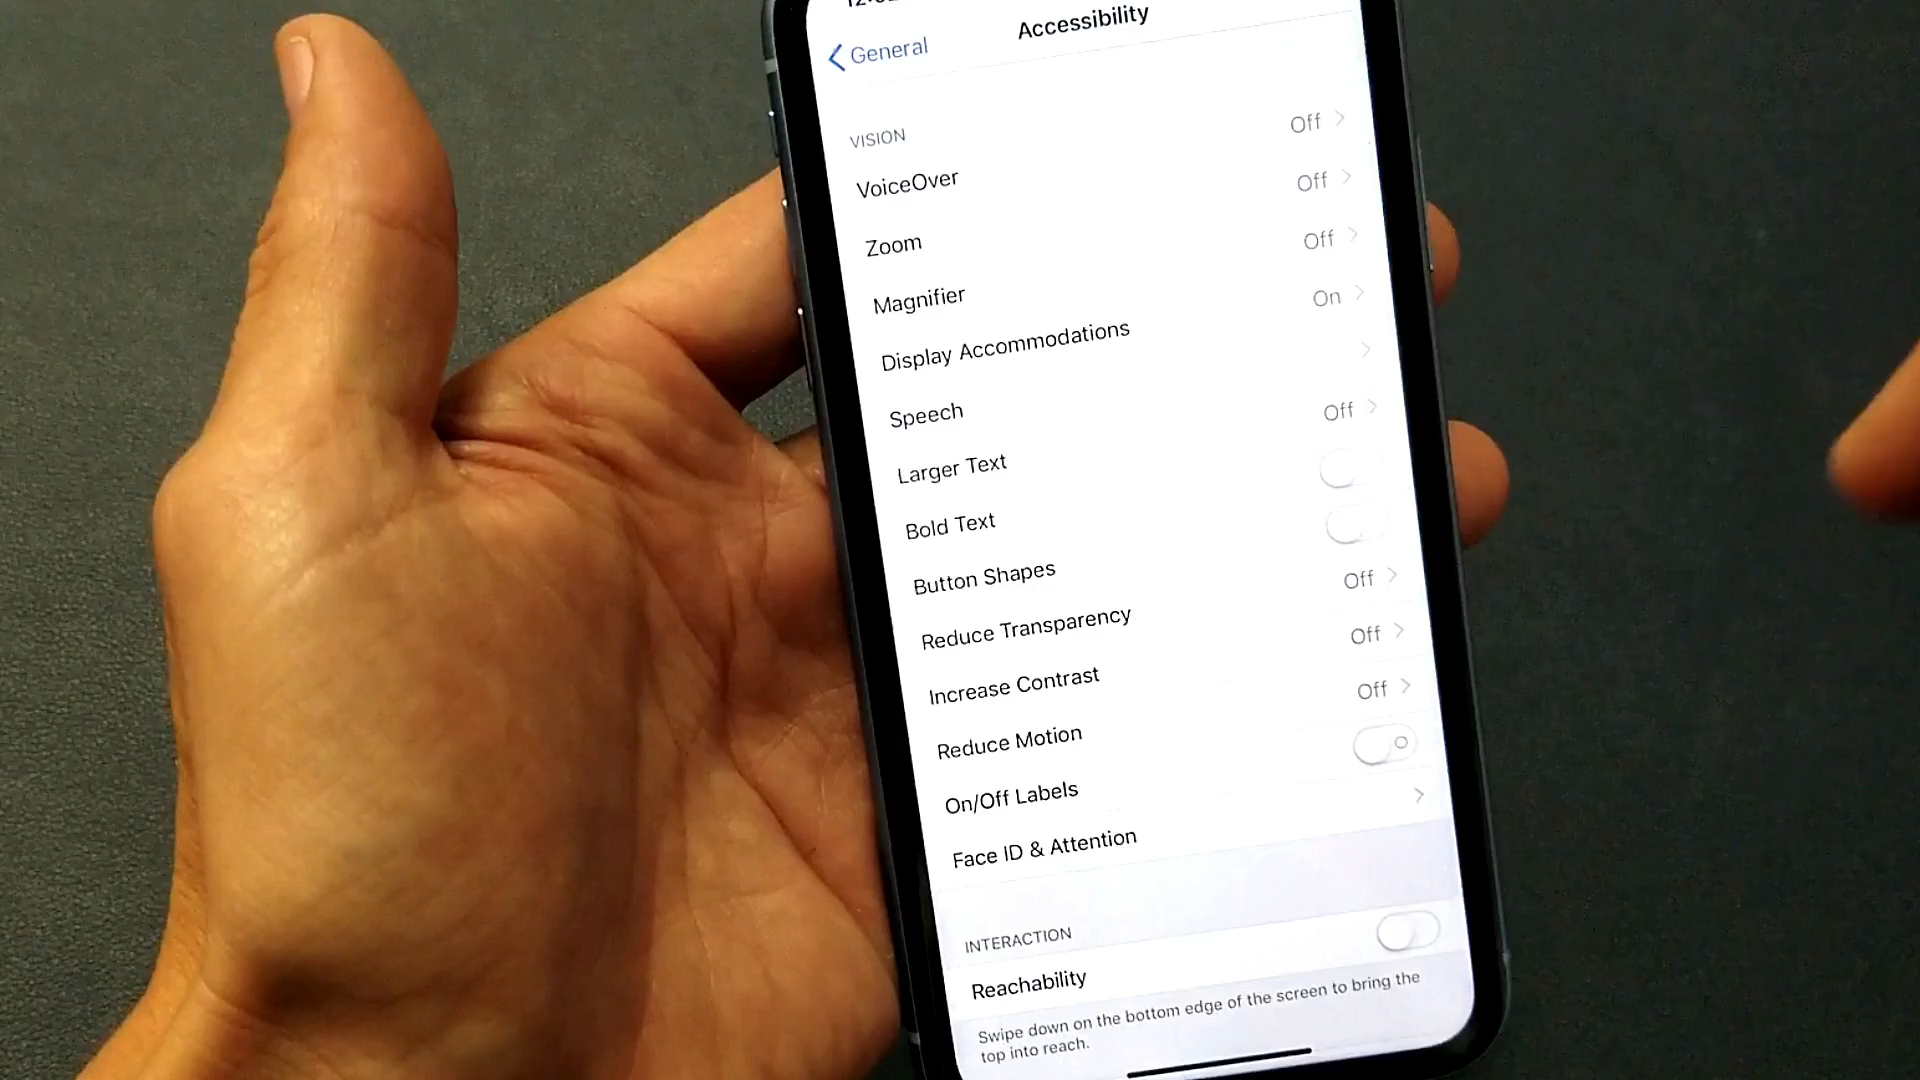 General
Accessibility
VISION
VoiceOver Off
Zoom Off
Magnifier Off
Display Accommodations On
Speech
Larger Text Off
Bold Text
Button Shapes
Reduce Transparency Off
Increase Contrast Off
Reduce Motion Off
On/Off Labels
Face ID & Attention
INTERACTION
Reachability
Swipe down on the bottom edge of the screen to bring the
top into reach.